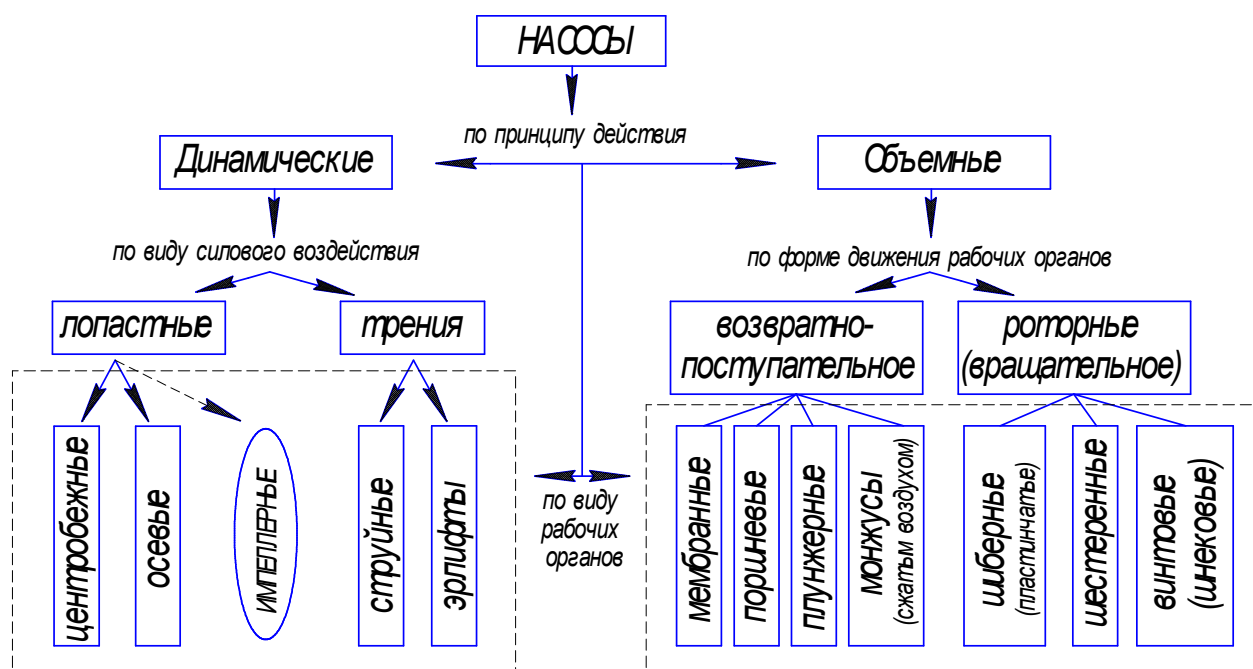 НАСОСЫ
по принципу действия
Динамические
Объемные
по виду силового воздействия
по форме движения рабочих органов
лопастные
трения
возвратно-
поступательное
роторные
(вращательное)
центробежные
осевые
ИМПЕЛЛЕРНЫЕ
струйные
эрлифты
по виду
рабочих
органов
мембранные
поршневые
плунжерные
монжусы
(сжатым воздухом)
шиберные
(пластинчатые)
шестеренные
винтовые
(шнековые)